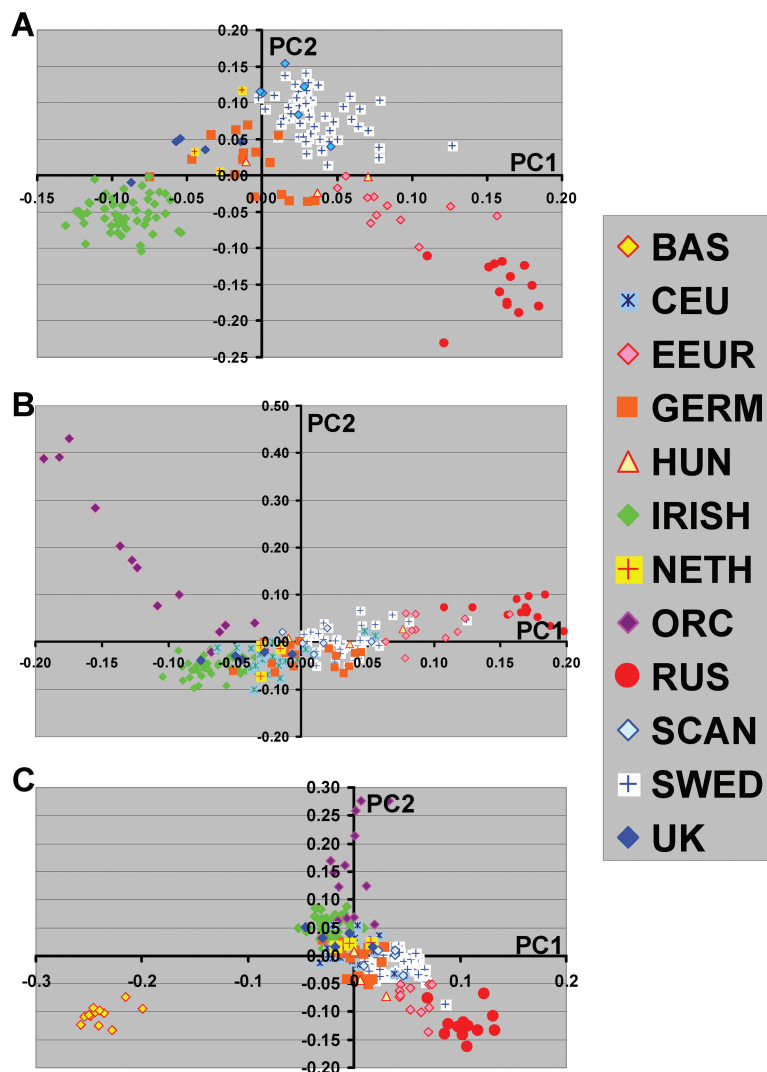 A
0.20
PC2
0.15
0.10
0.05
PC1
0.00
-0.15 -0.10 -0.05 0.00 0.05 0.10 0.15 0.20
-0.05
-0.10
-0.15
-0.20
-0.25
B
0.50
PC2
0.40
0.30
0.20
0.10
PC1
0.00
-0.20 -0.15 -0.10 -0.05 0.00 0.05 0.10 0.15 0.20
-0.10
-0.20
C
0.30
PC2
0.25
0.20
0.15
0.10
0.05
PC1
0.00
-0.3 -0.2 -0.1 0 0.1 0.2
-0.05
-0.10
-0.15
-0.20
BAS
CEU
EEUR
GERM
HUN
IRISH
NETH
ORC
RUS
SCAN
SWED
UK